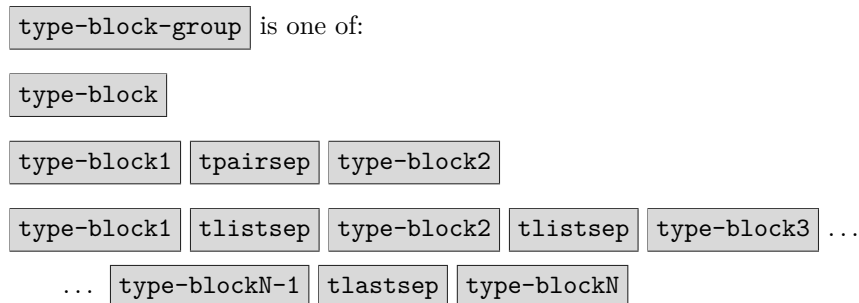 type-block-group is one of:
type-block
type-block1 tpairsep type-block2
type-block1 tlistsep type-block2 tlistsep type-block3 ...
... type-blockN-1 tlastsep type-blockN